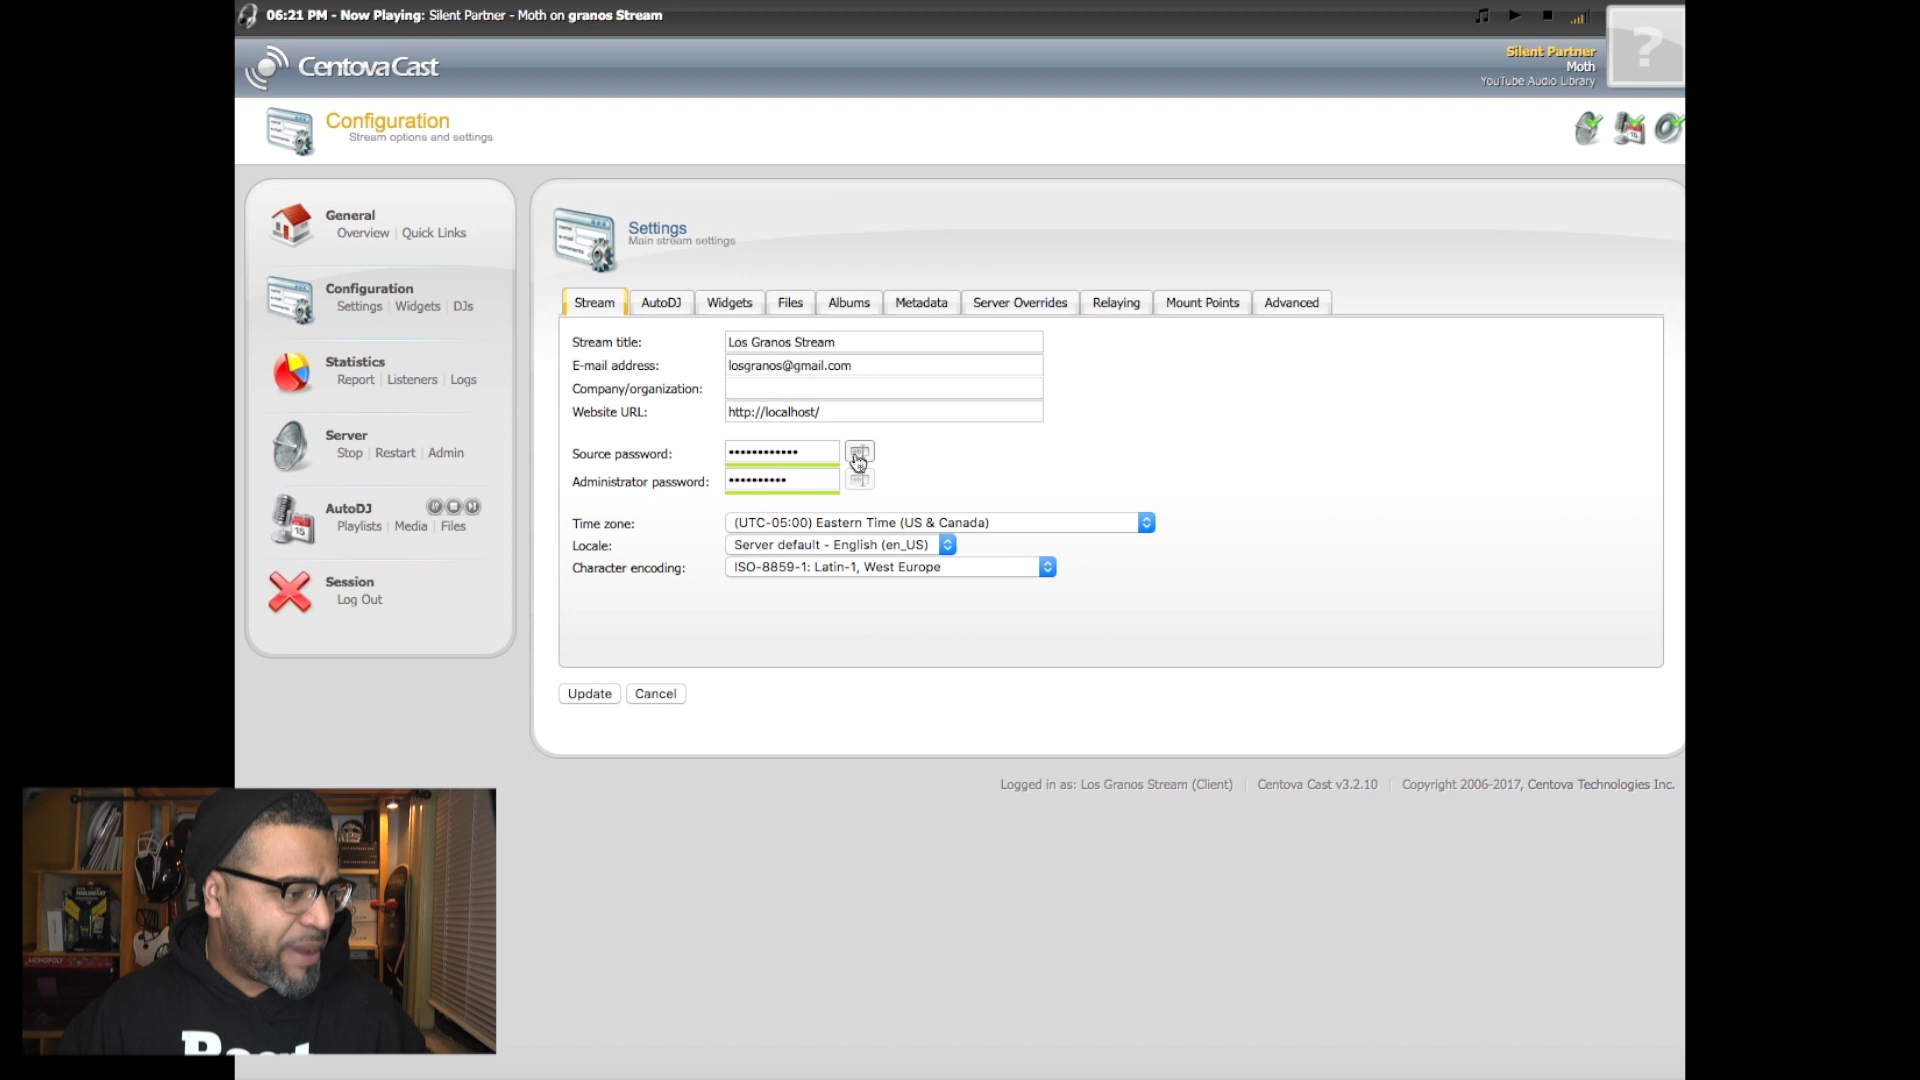 06:21 PM - Now Playing: Silent Partner - Moth on granos Stream
CentovaCast
Silent Partner
Moth
YouTube Audio Library
?
Configuration
Stream options and settings
General
Overview | Quick Links
Configuration
Settings | Widgets | DJs
Statistics
Report | Listeners | Logs
Server
Stop | Restart | Admin
AutoDJ
Playlists | Media | Files
Session
Log Out
Settings
Main stream settings
Stream AutoDJ Widgets Files Albums Metadata Server Overrides Relaying Mount Points Advanced
Stream title: Los Granos Stream
E-mail address: losgranos@gmail.com
Company/organization:
Website URL: http://localhost/
Source password: ••••••••••••
Administrator password: ••••••••••
Time zone: (UTC-05:00) Eastern Time (US & Canada)
Locale: Server default - English (en_US)
Character encoding: ISO-8859-1: Latin-1, West Europe
Update Cancel
Logged in as: Los Granos Stream (Client) | Centova Cast v3.2.10 | Copyright 2006-2017, Centova Technologies Inc.
MONOPOLY